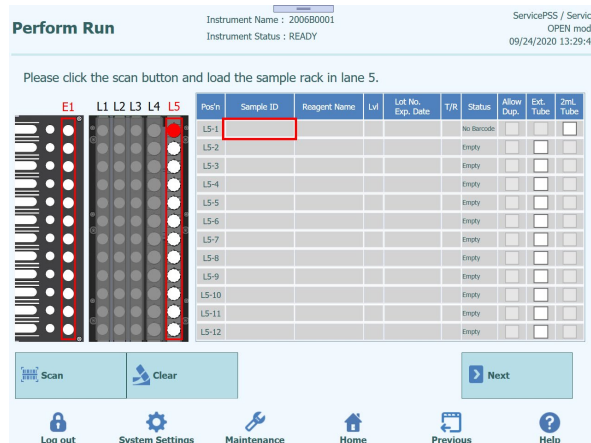 Perform Run
Instrument Name : 2006B0001
Instrument Status : READY
ServicePSS / Servic
OPEN mod
09/24/2020 13:29:4
Please click the scan button and load the sample rack in lane 5.
E1 L1 L2 L3 L4 L5
Pos'n Sample ID Reagent Name Lvl Lot No. Exp. Date T/R Status Allow Dup. Ext. Tube 2mL Tube
L5-1 No Barcode
L5-2 Empty
L5-3 Empty
L5-4 Empty
L5-5 Empty
L5-6 Empty
L5-7 Empty
L5-8 Empty
L5-9 Empty
L5-10 Empty
L5-11 Empty
L5-12 Empty
Scan Clear Next
Log out System Settings Maintenance Home Previous Help